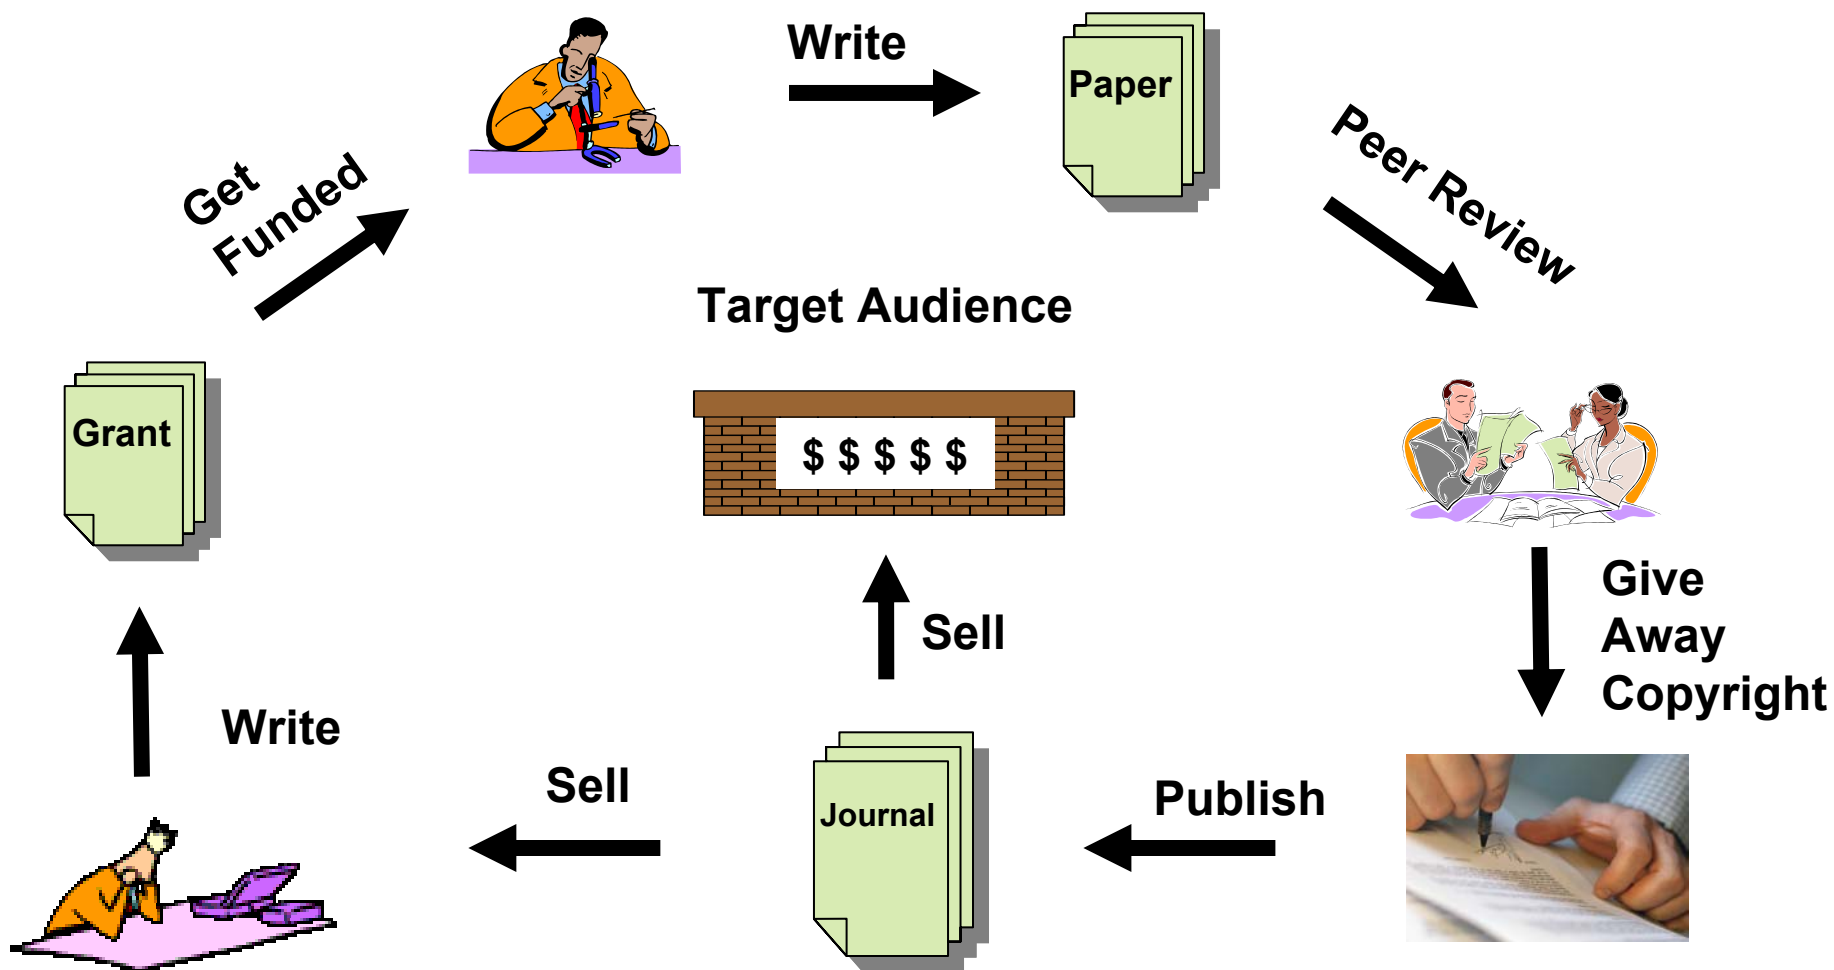 Write
Paper
Peer Review
Get
Funded
Target Audience
Grant
$ $ $ $ $
Give
Away
Copyright
Sell
Write
Sell
Journal
Publish